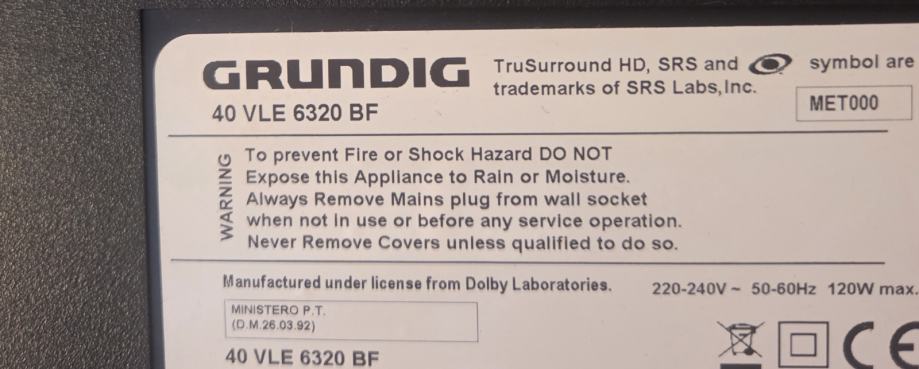 GRUNDIG
40 VLE 6320 BF
TruSurround HD, SRS and symbol are
trademarks of SRS Labs,Inc.
MET000
WARNING
To prevent Fire or Shock Hazard DO NOT
Expose this Appliance to Rain or Moisture.
Always Remove Mains plug from wall socket
when not in use or before any service operation.
Never Remove Covers unless qualified to do so.
Manufactured under license from Dolby Laboratories.
220-240V ~ 50-60Hz 120W max.
MINISTERO P.T.
(D.M.26.03.92)
40 VLE 6320 BF
CE